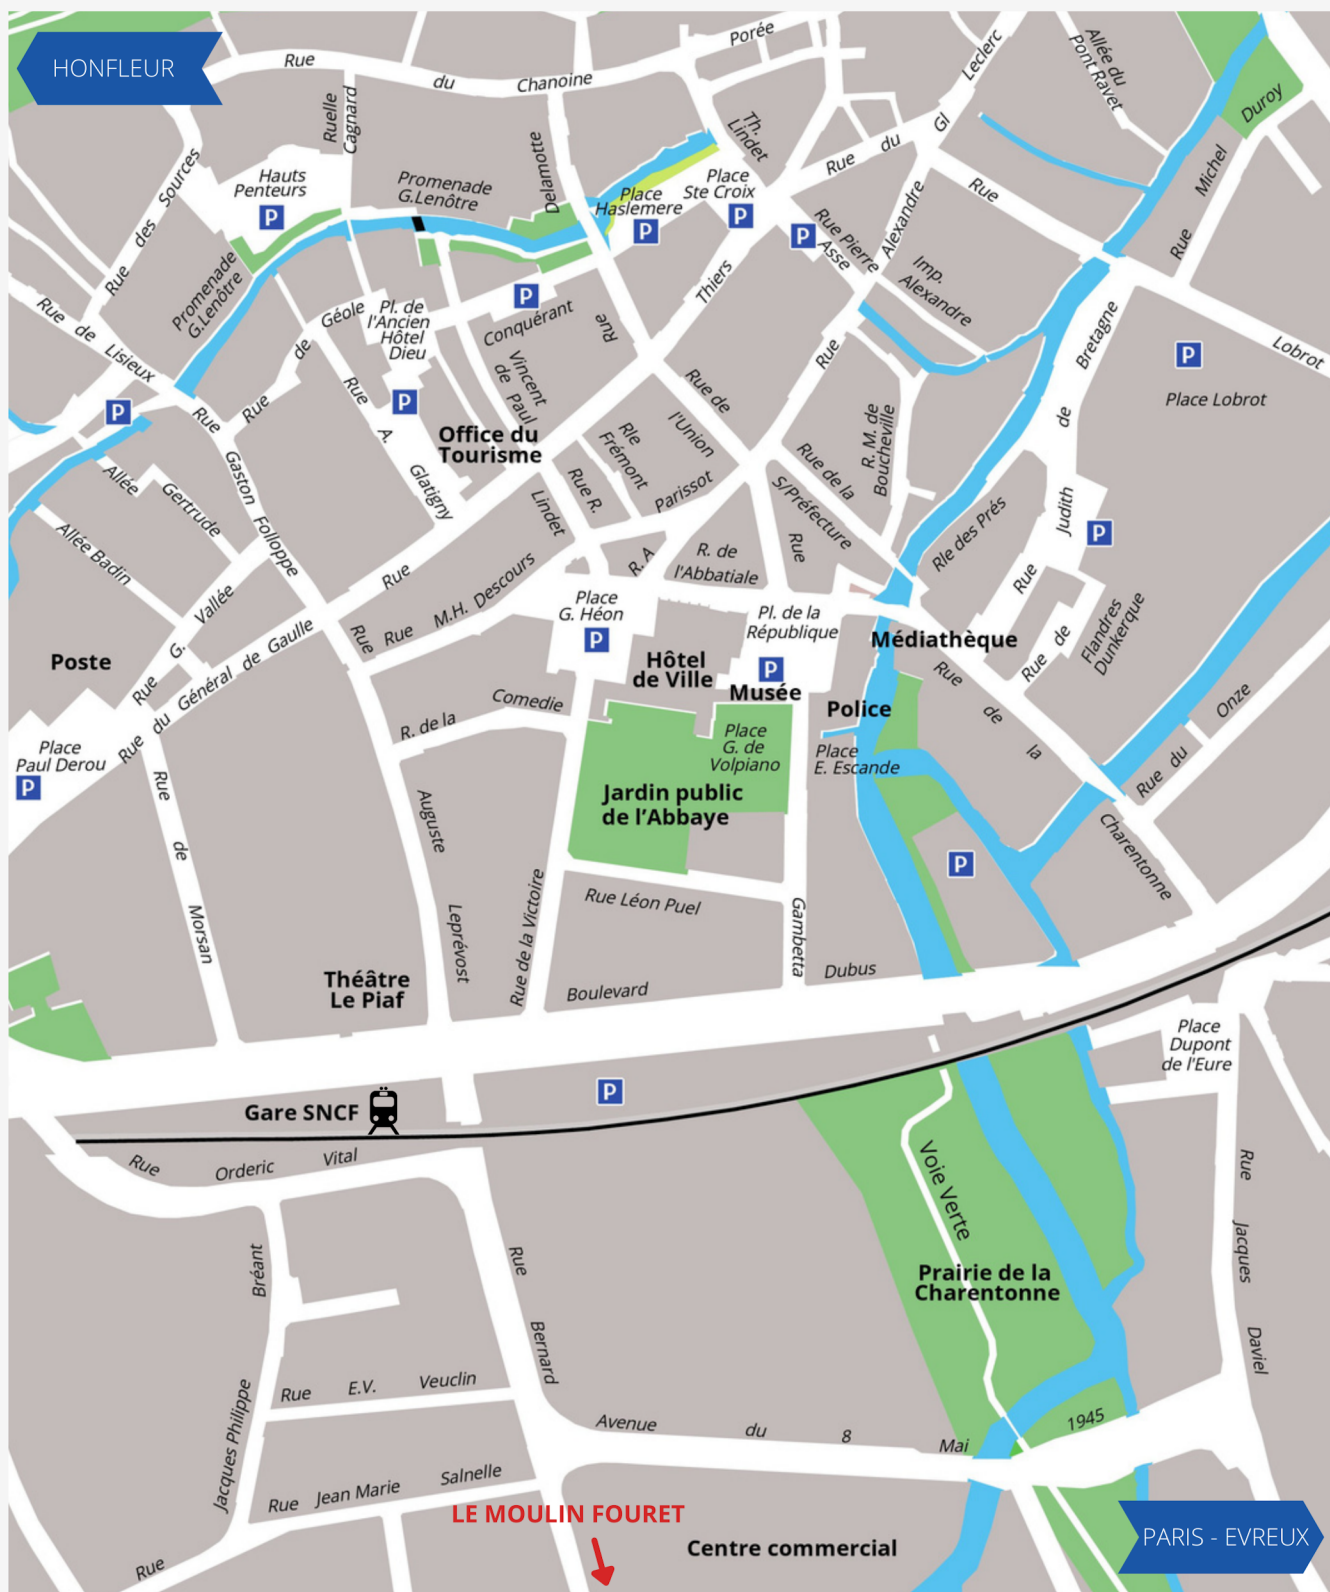 HONFLEUR
Rue
du
Chanoine
Porée
Leclerc
Gl
du
Rue
Allée du
Pont Ravet
Duroy
Michel
Rue
Ruelle
Cagnard
Delamotte
Th.
Lindet
Hauts
Penteurs
P
Promenade
G.Lenôtre
Place
Haslemere
P
Place
Ste Croix
P
P
Rue Pierre
Asse
Alexandre
Rue
Imp.
Alexandre
Rue
des
Sources
Promenade
G.Lenôtre
Rue
de
Lisieux
P
Rue
de
Géole
Pl. de
l'Ancien
Hôtel
Dieu
P
P
Conquérant
Rue
Thiers
Vincent
de Paul
Rue
A.
Glatigny
Office du
Tourisme
Rue de
l'Union
Rle
Frémont
Rue R.
Lindet
Parissot
Rue
R. M. de
Boucheville
Rue de la
S/Préfecture
Bretagne
de
Judith
Rue
P
Lobrot
P
Place Lobrot
Rle des Prés
Rue
Gaston
Folloppe
Allée
Gertrude
Allée Badin
Rue
G.
Vallée
Poste
Rue
du
Général
de
Gaulle
Rue
Place
Paul Derou
P
Rue
M.H.
Descours
R. A
R. de
l'Abbatiale
Rue
Place
G. Héon
P
Pl. de la
République
P
Hôtel
de Ville
Musée
Médiathèque
Police
Place
E. Escande
Place
G. de
Volpiano
Jardin public
de l'Abbaye
R. de la
Comedie
Rue
Auguste
Leprévost
Rue
de
Morsan
Rue de la Victoire
Rue Léon Puel
Gambetta
Rue
de
la
Charentonne
Rue
de
Flandres
Dunkerque
Rue
du
Onze
P
Théâtre
Le Piaf
Boulevard
Dubus
P
Gare SNCF
Place
Dupont
de l'Eure
Rue
Orderic
Vital
Voie Verte
Prairie de la
Charentonne
Rue
Jacques
Daviel
Bréant
Jacques Philippe
Rue
Rue
Bernard
Rue
E.V.
Veuclin
Rue
Jean Marie
Salnelle
Avenue
du
8
Mai
1945
LE MOULIN FOURET
Centre commercial
PARIS - EVREUX